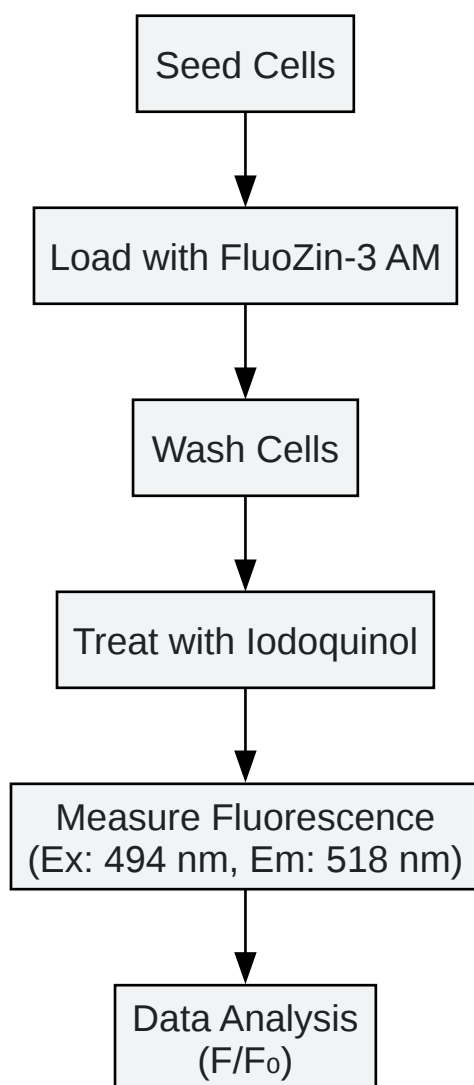 Seed Cells
Load with FluoZin-3 AM
Wash Cells
Treat with Iodoquinol
Measure Fluorescence
(Ex: 494 nm, Em: 518 nm)
Data Analysis
(F/F₀)